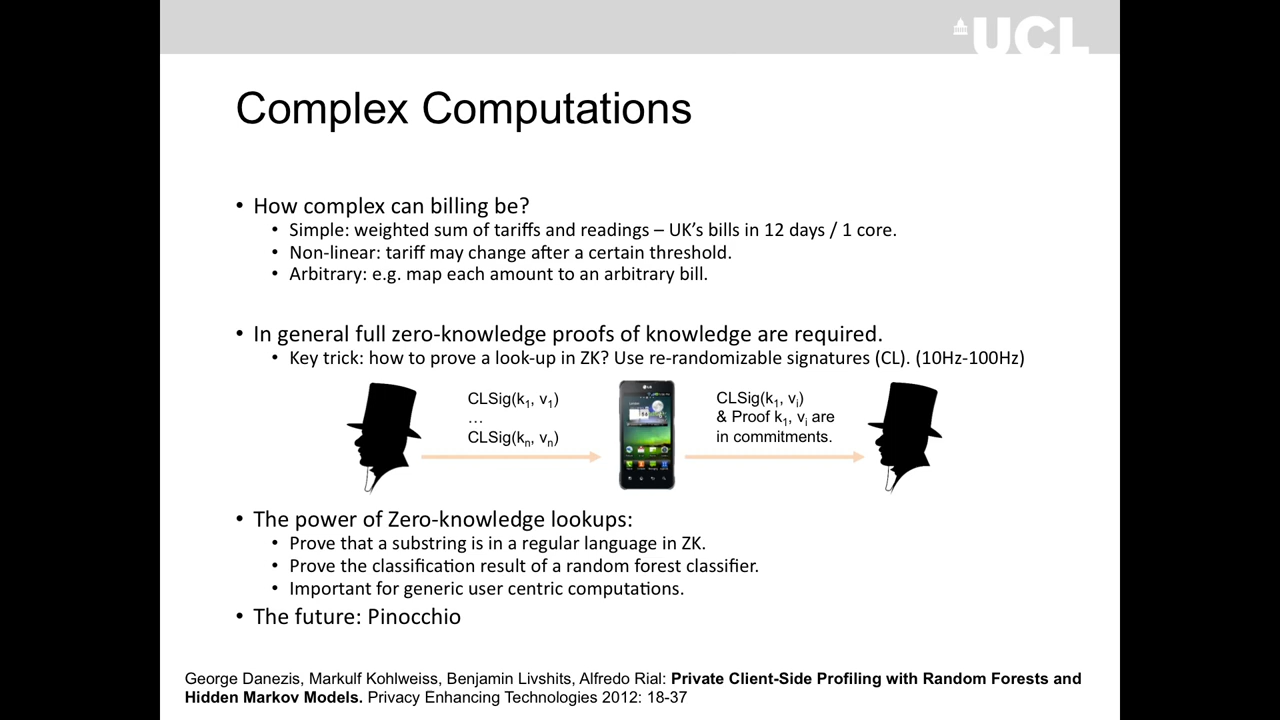 UCL
Complex Computations
• How complex can billing be?
• Simple: weighted sum of tariffs and readings – UK's bills in 12 days / 1 core.
• Non-linear: tariff may change after a certain threshold.
• Arbitrary: e.g. map each amount to an arbitrary bill.
• In general full zero-knowledge proofs of knowledge are required.
• Key trick: how to prove a look-up in ZK? Use re-randomizable signatures (CL). (10Hz-100Hz)
CLSig(k1, v1)
…
CLSig(kn, vn)
CLSig(k1, vi)
& Proof k1, vi are
in commitments.
• The power of Zero-knowledge lookups:
• Prove that a substring is in a regular language in ZK.
• Prove the classification result of a random forest classifier.
• Important for generic user centric computations.
• The future: Pinocchio
George Danezis, Markulf Kohlweiss, Benjamin Livshits, Alfredo Rial: Private Client-Side Profiling with Random Forests and
Hidden Markov Models. Privacy Enhancing Technologies 2012: 18-37